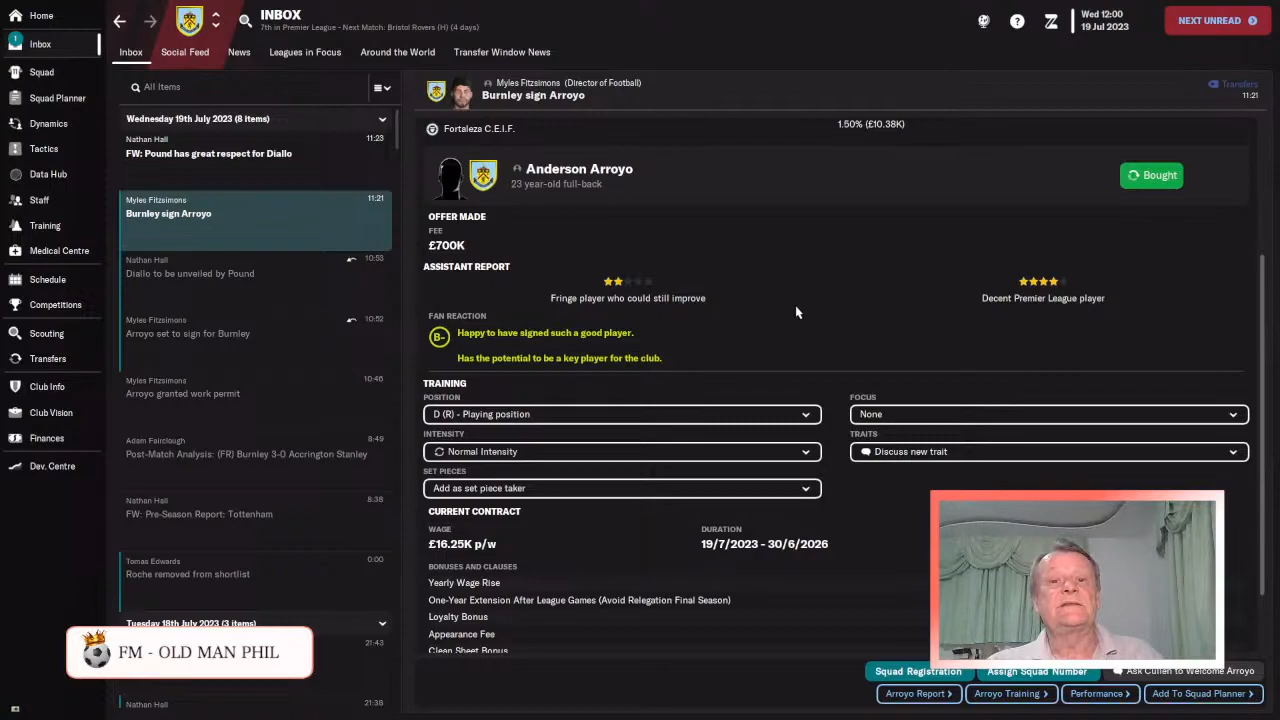 Home
Inbox
1
Squad
Squad Planner
Dynamics
Tactics
Data Hub
Staff
Training
Medical Centre
Schedule
Competitions
Scouting
Transfers
Club Info
Club Vision
Finances
Dev. Centre
INBOX
7th in Premier League - Next Match: Bristol Rovers (H) (4 days)
Wed 12:00
19 Jul 2023
NEXT UNREAD
Inbox
Social Feed
News
Leagues in Focus
Around the World
Transfer Window News
All Items
Wednesday 19th July 2023 (8 items)
Nathan Hall
11:23
FW: Pound has great respect for Diallo
Myles Fitzsimons
11:21
Burnley sign Arroyo
Nathan Hall
10:53
Diallo to be unveiled by Pound
Myles Fitzsimons
10:52
Arroyo set to sign for Burnley
Myles Fitzsimons
10:46
Arroyo granted work permit
Adam Fairclough
8:49
Post-Match Analysis: (FR) Burnley 3-0 Accrington Stanley
Nathan Hall
8:38
FW: Pre-Season Report: Tottenham
Tomas Edwards
0:00
Roche removed from shortlist
Tuesday 18th July 2023 (3 items)
21:43
Nathan Hall
21:38
FM - OLD MAN PHIL
Myles Fitzsimons (Director of Football)
Burnley sign Arroyo
Transfers
11:21
Fortaleza C.E.I.F.
1.50% (£10.38K)
Anderson Arroyo
23 year-old full-back
Bought
OFFER MADE
FEE
£700K
ASSISTANT REPORT
Fringe player who could still improve
Decent Premier League player
FAN REACTION
B-
Happy to have signed such a good player.
Has the potential to be a key player for the club.
TRAINING
POSITION
FOCUS
D (R) - Playing position
None
INTENSITY
TRAITS
Normal Intensity
Discuss new trait
SET PIECES
Add as set piece taker
CURRENT CONTRACT
WAGE
DURATION
£16.25K p/w
19/7/2023 - 30/6/2026
BONUSES AND CLAUSES
Yearly Wage Rise
One-Year Extension After League Games (Avoid Relegation Final Season)
Loyalty Bonus
Appearance Fee
Clean Sheet Bonus
Squad Registration
Assign Squad Number
Ask Cullen to Welcome Arroyo
Arroyo Report
Arroyo Training
Performance
Add To Squad Planner